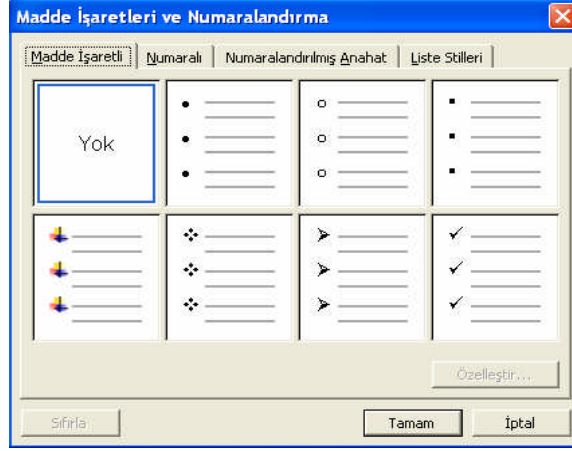 Madde İşaretleri ve Numaralandırma
Madde İşaretli Numaralı Numaralandırılmış Anahat Liste Stilleri
Yok
Özelleştir...
Sıfırla Tamam İptal